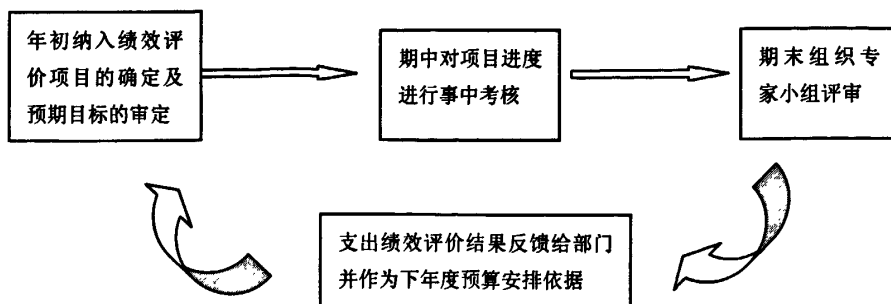 年初纳入绩效评
价项目的确定及
预期目标的审定
期中对项目进度
进行事中考核
期末组织专
家小组评审
支出绩效评价结果反馈给部门
并作为下年度预算安排依据